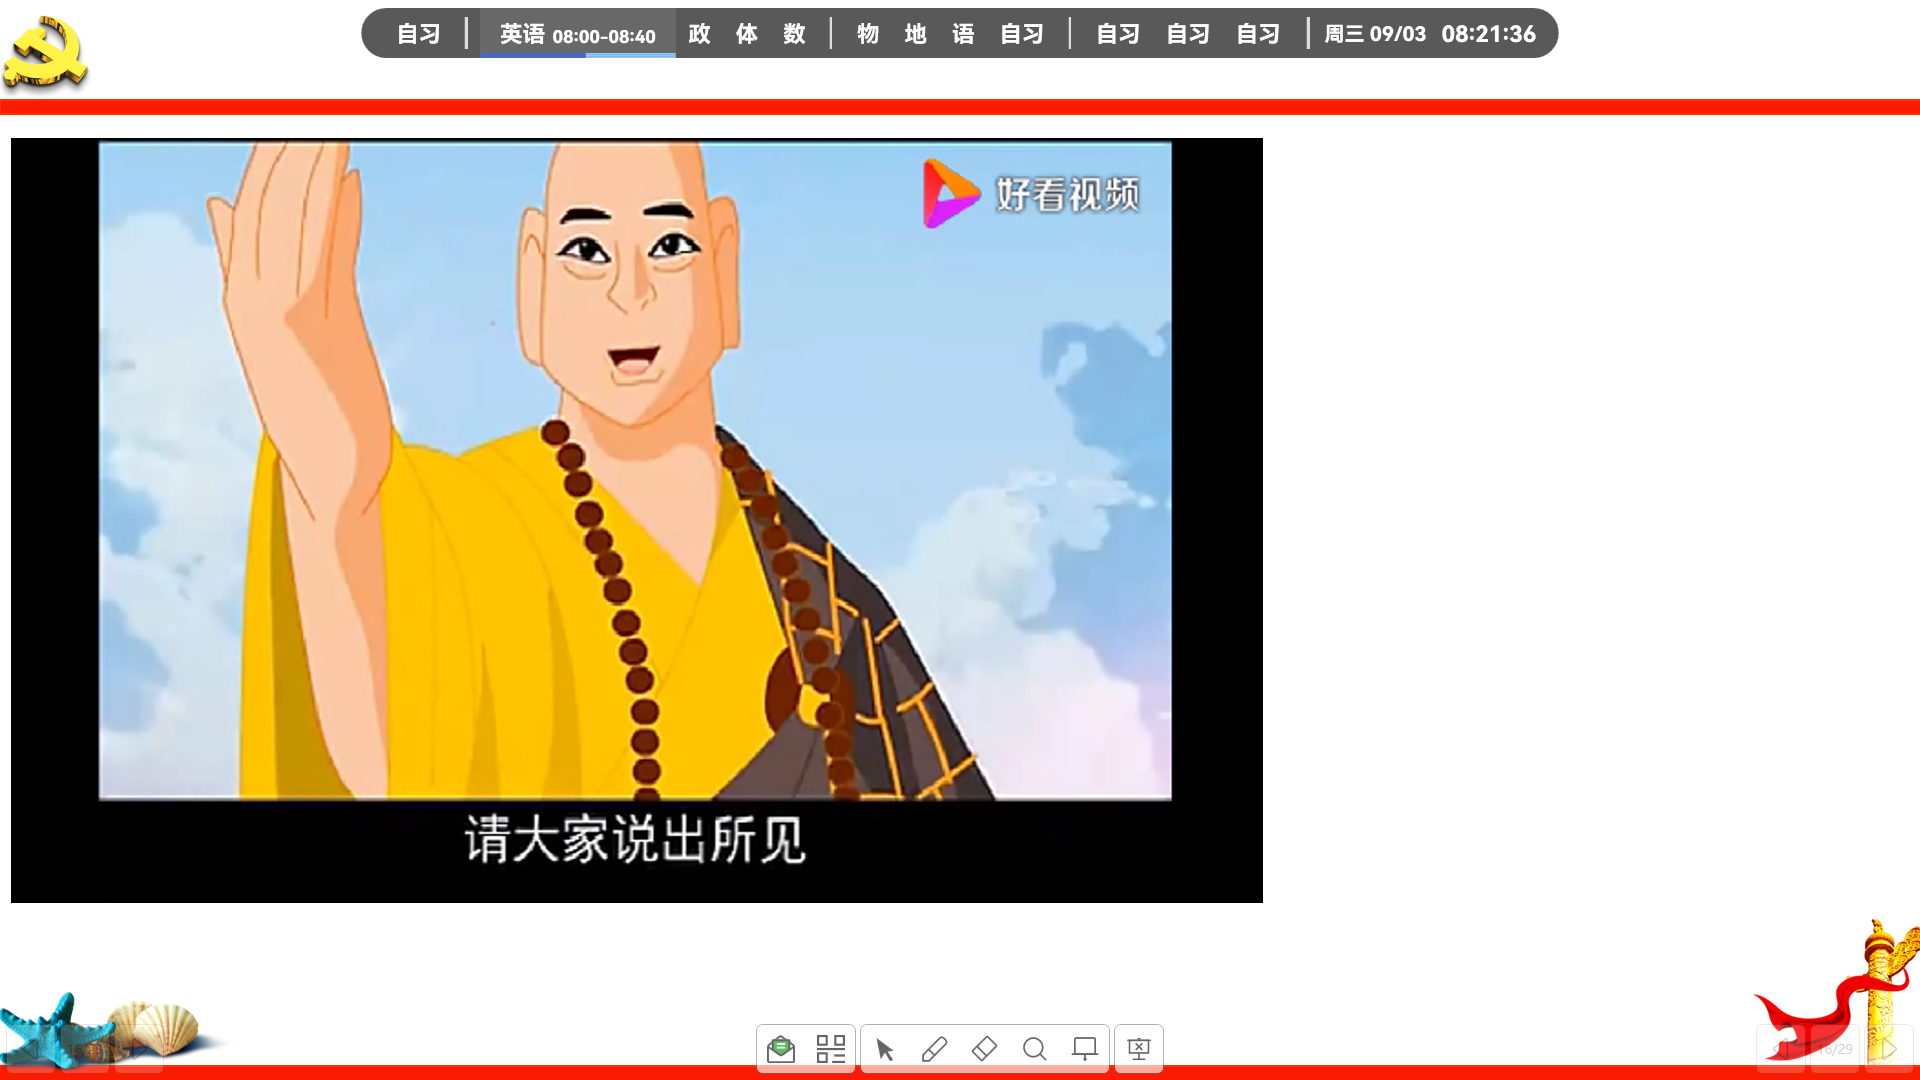 自习 英语 08:00-08:40 政 体 数 物 地 语 自习 自习 自习 自习 周三 09/03 08:21:36
好看视频
请大家说出所见
16/29